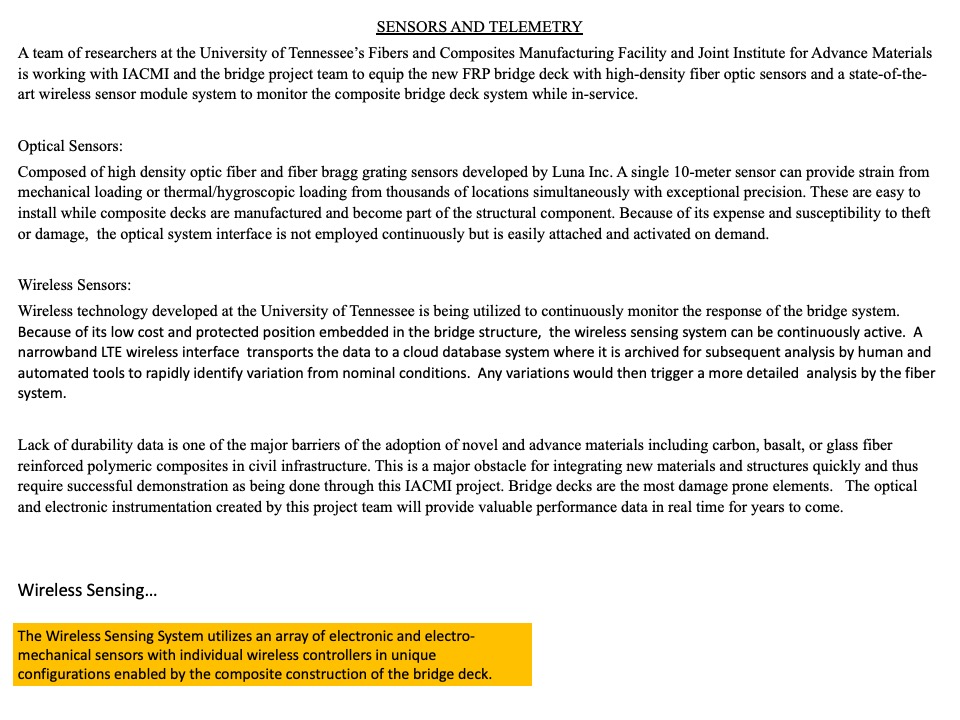 SENSORS AND TELEMETRY
A team of researchers at the University of Tennessee’s Fibers and Composites Manufacturing Facility and Joint Institute for Advance Materials
is working with IACMI and the bridge project team to equip the new FRP bridge deck with high-density fiber optic sensors and a state-of-the-
art wireless sensor module system to monitor the composite bridge deck system while in-service.
Optical Sensors:
Composed of high density optic fiber and fiber bragg grating sensors developed by Luna Inc. A single 10-meter sensor can provide strain from
mechanical loading or thermal/hygroscopic loading from thousands of locations simultaneously with exceptional precision. These are easy to
install while composite decks are manufactured and become part of the structural component. Because of its expense and susceptibility to theft
or damage,  the optical system interface is not employed continuously but is easily attached and activated on demand.
Wireless Sensors:
Wireless technology developed at the University of Tennessee is being utilized to continuously monitor the response of the bridge system.
Because of its low cost and protected position embedded in the bridge structure,  the wireless sensing system can be continuously active.  A
narrowband LTE wireless interface  transports the data to a cloud database system where it is archived for subsequent analysis by human and
automated tools to rapidly identify variation from nominal conditions.  Any variations would then trigger a more detailed  analysis by the fiber
system.
Lack of durability data is one of the major barriers of the adoption of novel and advance materials including carbon, basalt, or glass fiber
reinforced polymeric composites in civil infrastructure. This is a major obstacle for integrating new materials and structures quickly and thus
require successful demonstration as being done through this IACMI project. Bridge decks are the most damage prone elements.   The optical
and electronic instrumentation created by this project team will provide valuable performance data in real time for years to come.
Wireless Sensing...
The Wireless Sensing System utilizes an array of electronic and electro-
mechanical sensors with individual wireless controllers in unique
configurations enabled by the composite construction of the bridge deck.